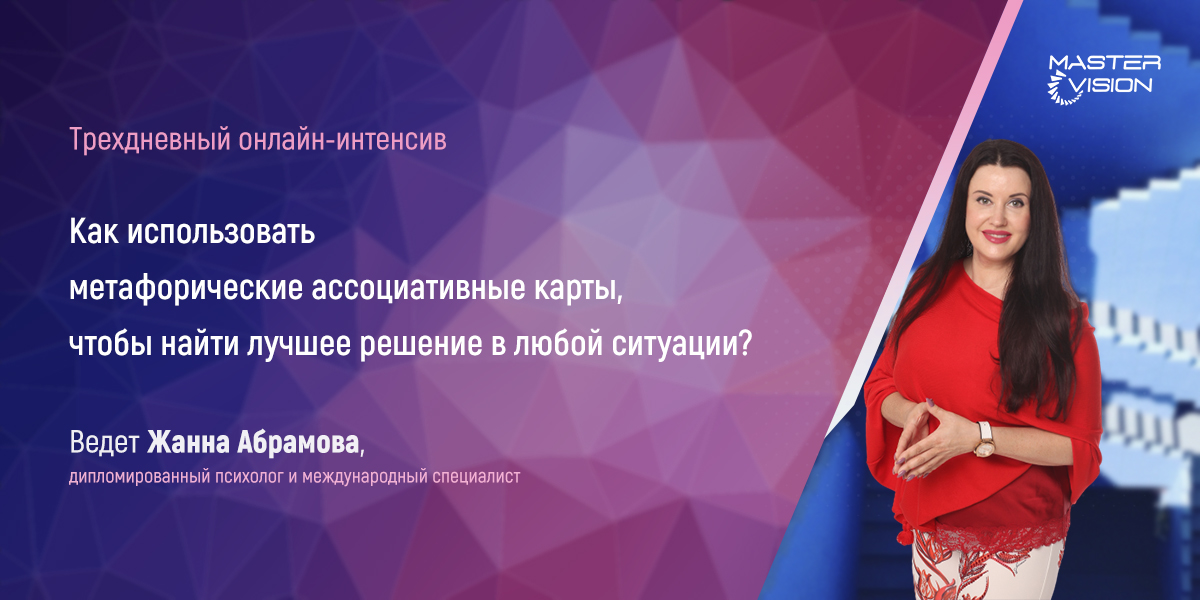 Трехдневный онлайн-интенсив
Как использовать
метафорические ассоциативные карты,
чтобы найти лучшее решение в любой ситуации?
Ведет Жанна Абрамова,
дипломированный психолог и международный специалист
MASTER
VISION